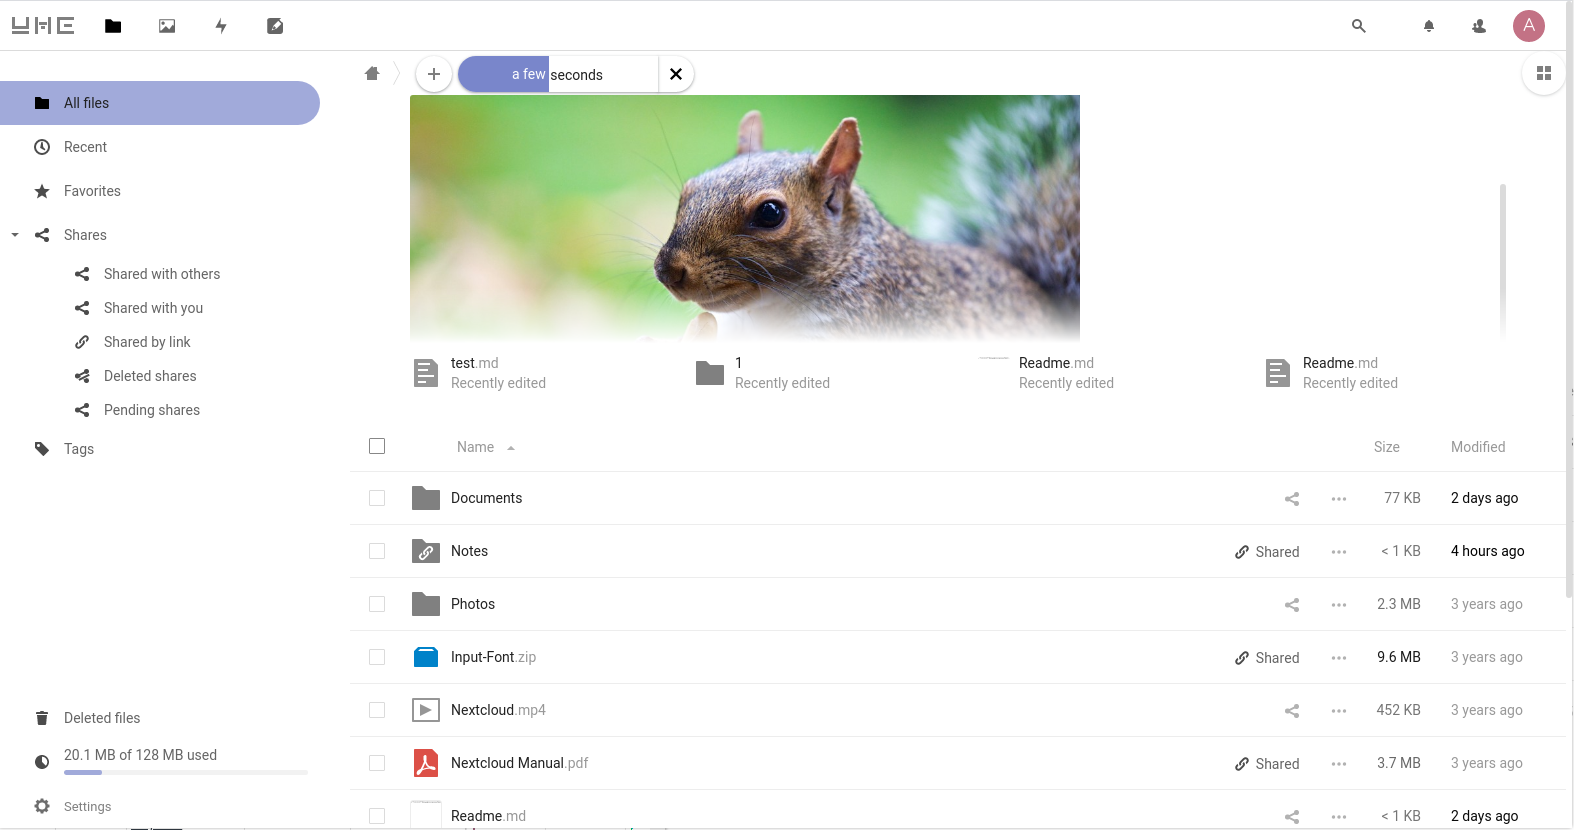 A
a few seconds
All files
Recent
Favorites
Shares
Shared with others
Shared with you
Shared by link
Deleted shares
Pending shares
Tags
Deleted files
20.1 MB of 128 MB used
Settings
test.md
Recently edited
1
Recently edited
Readme.md
Recently edited
Readme.md
Recently edited
Name Size Modified
Documents 77 KB 2 days ago
Notes Shared < 1 KB 4 hours ago
Photos 2.3 MB 3 years ago
Input-Font.zip Shared 9.6 MB 3 years ago
Nextcloud.mp4 452 KB 3 years ago
Nextcloud Manual.pdf Shared 3.7 MB 3 years ago
Readme.md < 1 KB 2 days ago